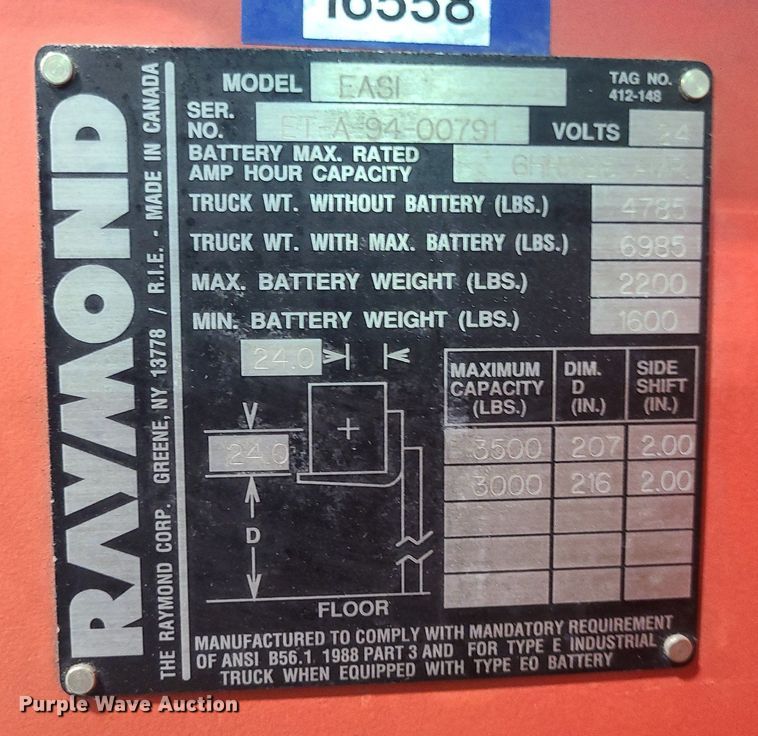 16558
RAYMOND
THE RAYMOND CORP. GREENE, NY 13778 / R.I.E. - MADE IN CANADA
MODEL EASI
TAG NO.
412-148
SER.
NO. ET-A-94-00791 VOLTS 24
BATTERY MAX. RATED
AMP HOUR CAPACITY
TRUCK WT. WITHOUT BATTERY (LBS.) 4785
TRUCK WT. WITH MAX. BATTERY (LBS.) 6985
MAX. BATTERY WEIGHT (LBS.) 2200
MIN. BATTERY WEIGHT (LBS.) 1600
24.0
24.0
D
FLOOR
MAXIMUM CAPACITY (LBS.) DIM. D (IN.) SIDE SHIFT (IN.)
3500 207 2.00
3000 216 2.00
MANUFACTURED TO COMPLY WITH MANDATORY REQUIREMENT
OF ANSI B56.1 1988 PART 3 AND FOR TYPE E INDUSTRIAL
TRUCK WHEN EQUIPPED WITH TYPE EO BATTERY
Purple Wave Auction